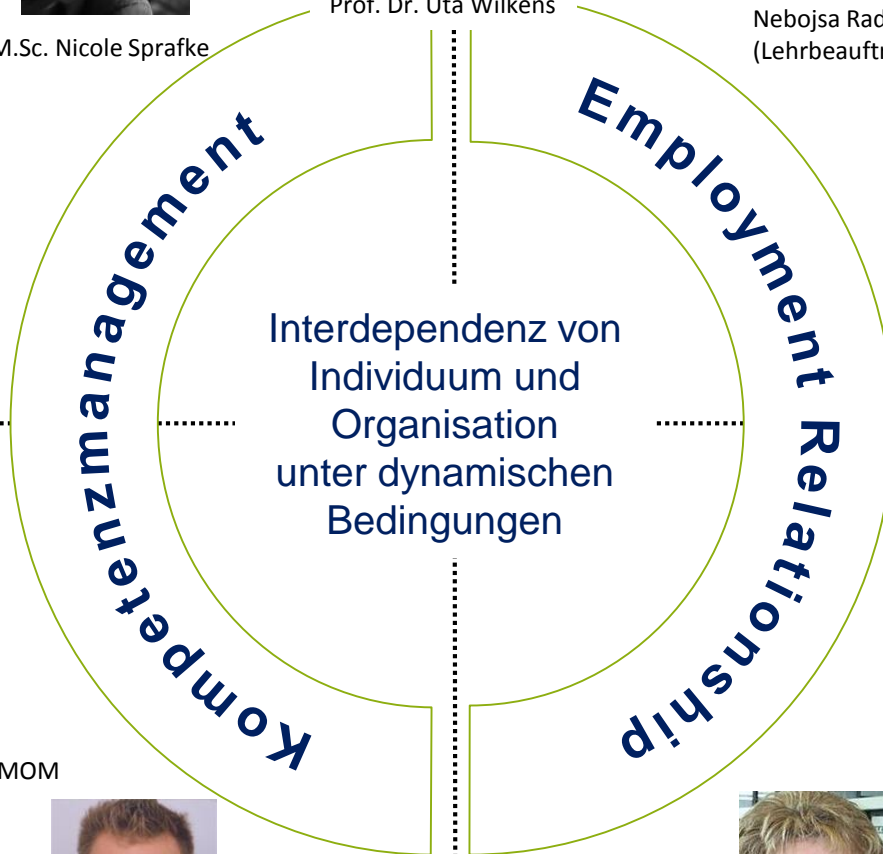 Prof. Dr. Uta Wilkens
M.Sc. Nicole Sprafke
Nebojsa
Kompetenzmanagement
Employment Relationship
Interdependenz von
Individuum und
Organisation
unter dynamischen
Bedingungen
MOM